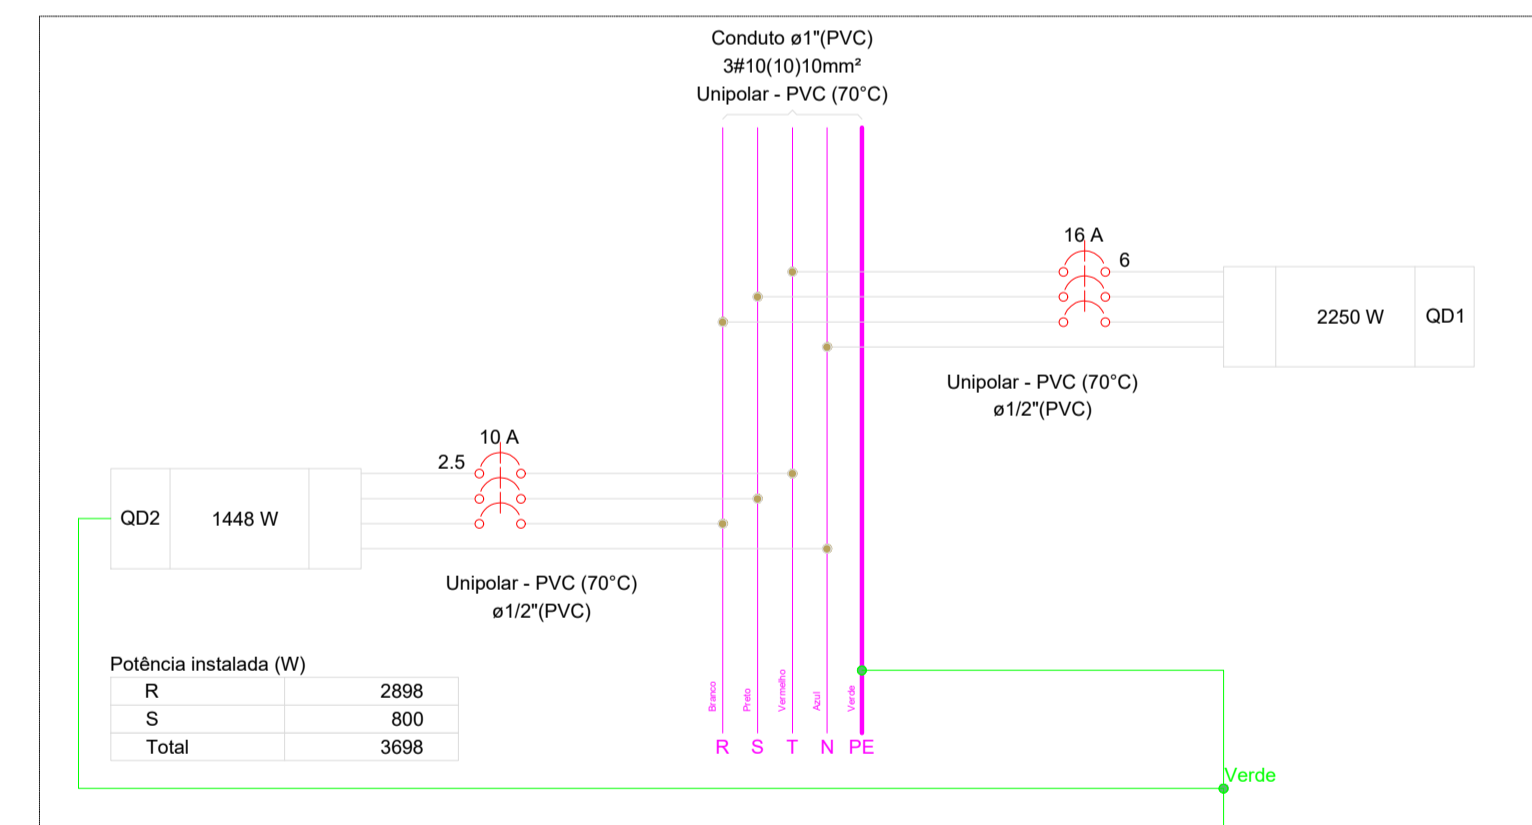 Conduto ø1"(PVC)
3#10(10)10mm²
Unipolar - PVC (70°C)
16 A
6
2250 W
QD1
Unipolar - PVC (70°C)
ø1/2"(PVC)
10 A
2.5
QD2
1448 W
Unipolar - PVC (70°C)
ø1/2"(PVC)
Potência instalada (W)
R 2898
S 800
Total 3698
Branco
Preto
Vermelho
Azul
Verde
R S T N PE
Verde